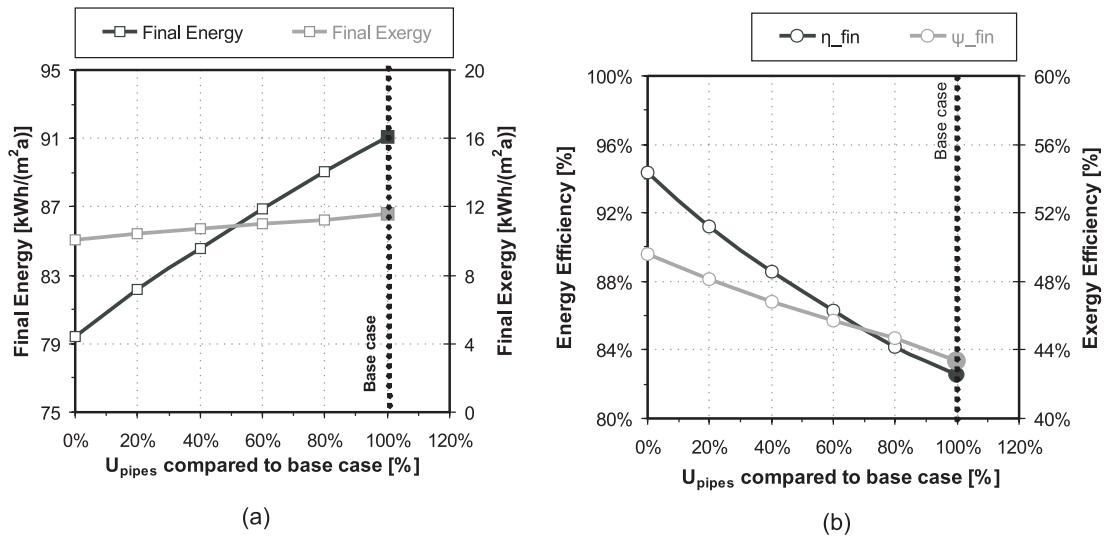 Final Energy
Final Exergy
95
91
87
83
79
75
Final Energy [kWh/(m²a)]
20
16
12
8
4
0
Final Exergy [kWh/(m²a)]
Base case
0%
20%
40%
60%
80%
100%
120%
U_pipes compared to base case [%]
(a)
η_fin
ψ_fin
100%
96%
92%
88%
84%
80%
Energy Efficiency [%]
60%
56%
52%
48%
44%
40%
Exergy Efficiency [%]
Base case
0%
20%
40%
60%
80%
100%
120%
U_pipes compared to base case [%]
(b)